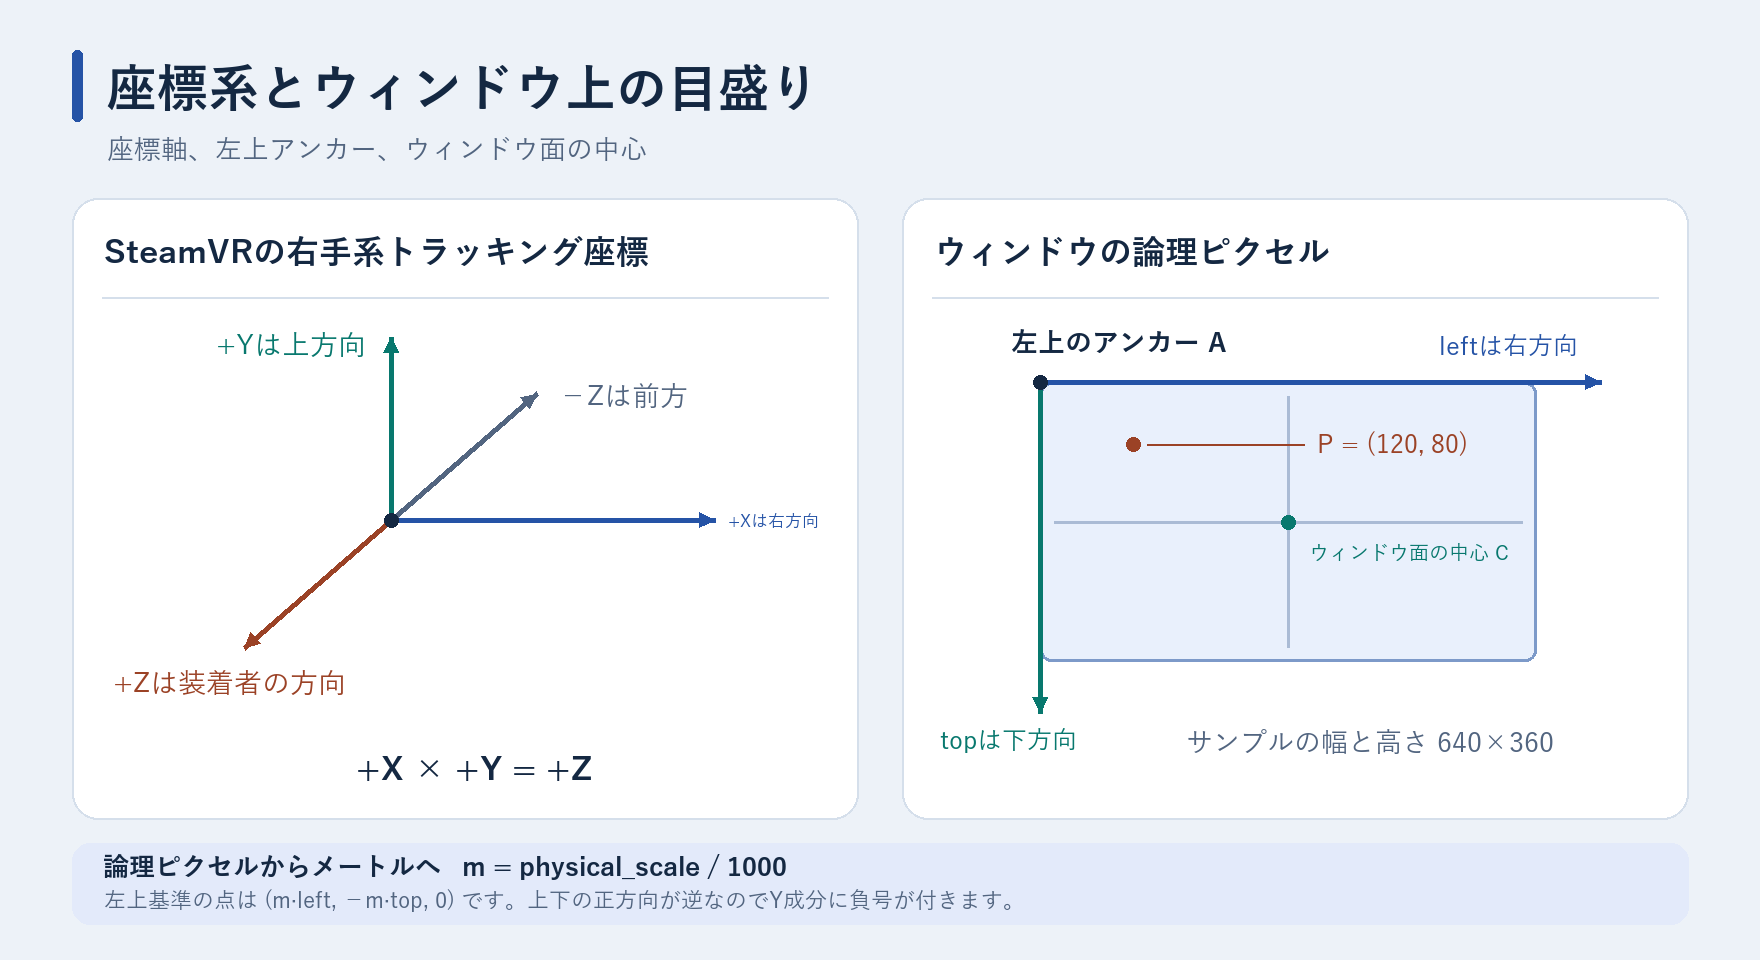 座標系とウィンドウ上の目盛り
座標軸、左上アンカー、ウィンドウ面の中心
SteamVRの右手系トラッキング座標
+Yは上方向
−Zは前方
+Xは右方向
+Zは装着者の方向
+X × +Y = +Z
ウィンドウの論理ピクセル
左上のアンカー A
leftは右方向
P = (120, 80)
ウィンドウ面の中心 C
topは下方向
サンプルの幅と高さ 640×360
論理ピクセルからメートルへ m = physical_scale / 1000
左上基準の点は (m·left, −m·top, 0) です。上下の正方向が逆なのでY成分に負号が付きます。